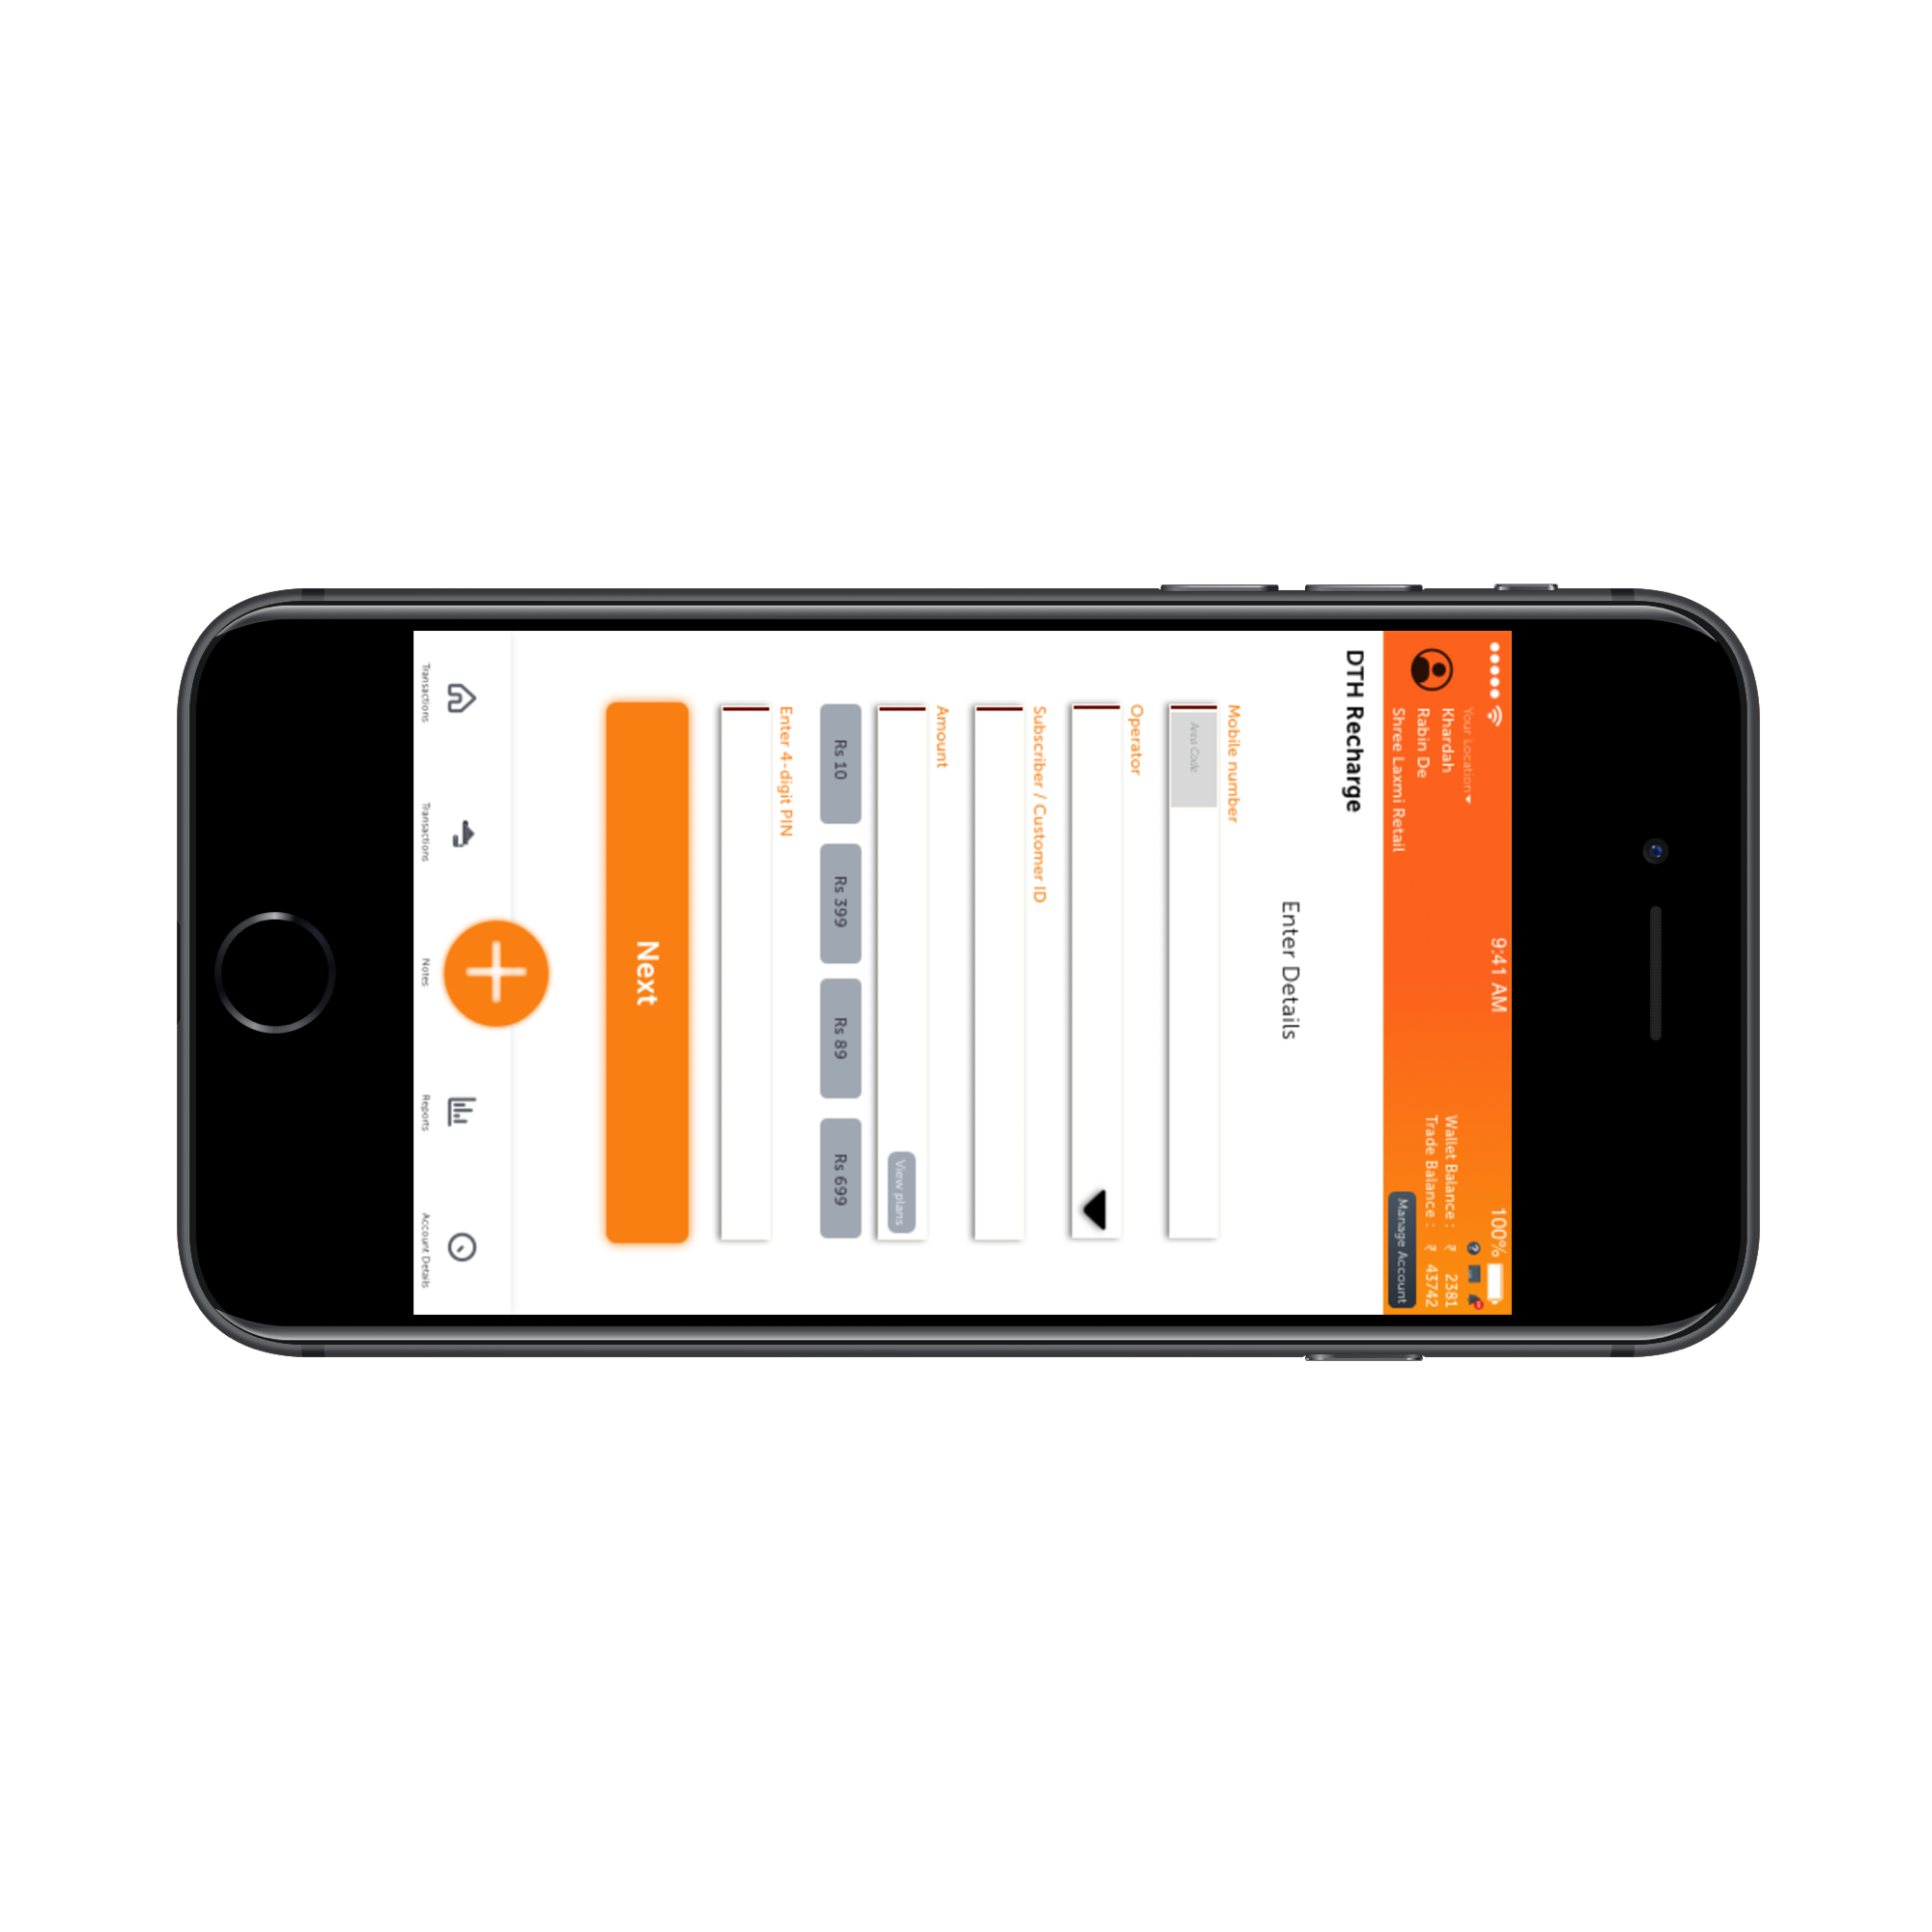 9:41 AM
100%
Your Location
Khardah
Rabin De
Shree Laxmi Retail
Wallet Balance : ₹ 2381
Trade Balance : ₹ 43742
Manage Account
DTH Recharge
Enter Details
Mobile number
Area Code
Operator
Subscriber / Customer ID
Amount
View plans
Rs 10 Rs 399 Rs 89 Rs 699
Enter 4-digit PIN
Next
Transactions Transactions Notes Reports Account Details